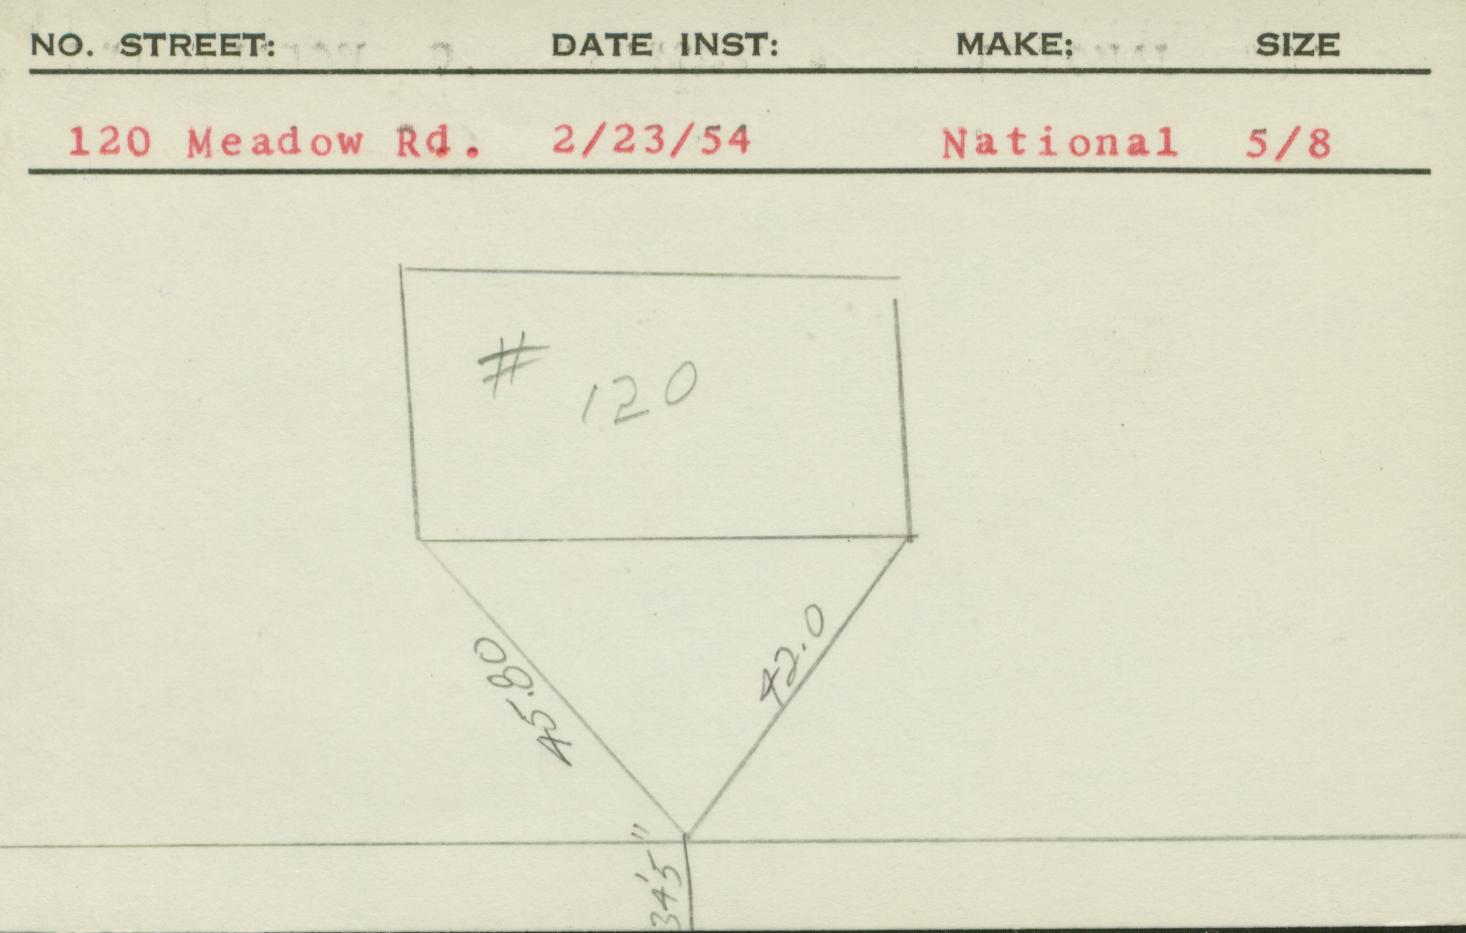 NO. STREET: DATE INST: MAKE: SIZE
120 Meadow Rd. 2/23/54 National 5/8
# 120
45.80
42.0
34'5"